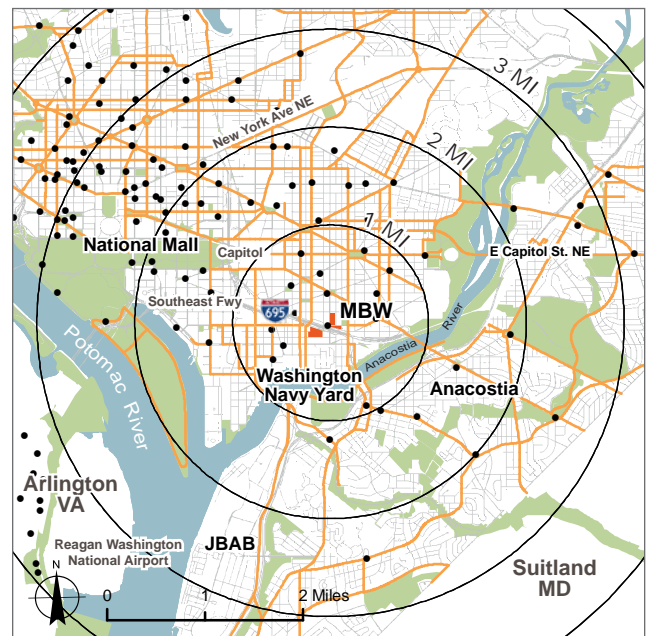 3 MI
New York Ave NE
2 MI
1 MI
National Mall
Capitol
E Capitol St. NE
Southeast Fwy
695
MBW
River
Anacostia
Potomac River
Washington
Navy Yard
Anacostia
Arlington
VA
Reagan Washington
National Airport
JBAB
Suitland
MD
N
0 1 2 Miles